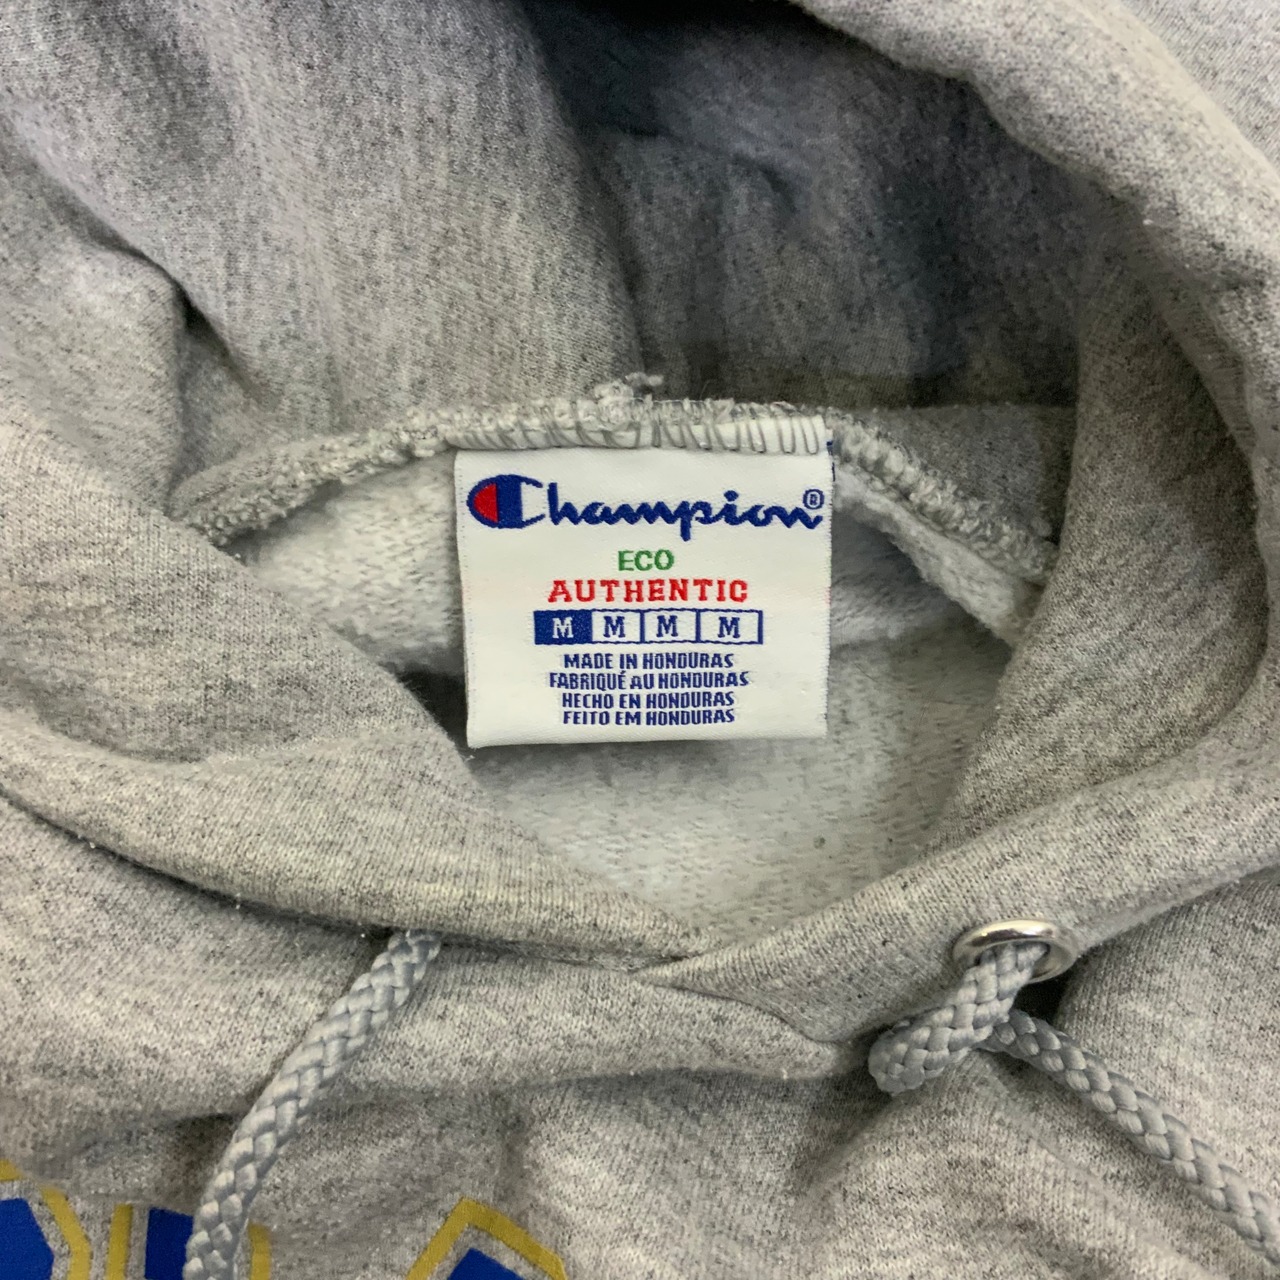 Champion®
ECO
AUTHENTIC
M M M M
MADE IN HONDURAS
FABRIQUÉ AU HONDURAS
HECHO EN HONDURAS
FEITO EM HONDURAS